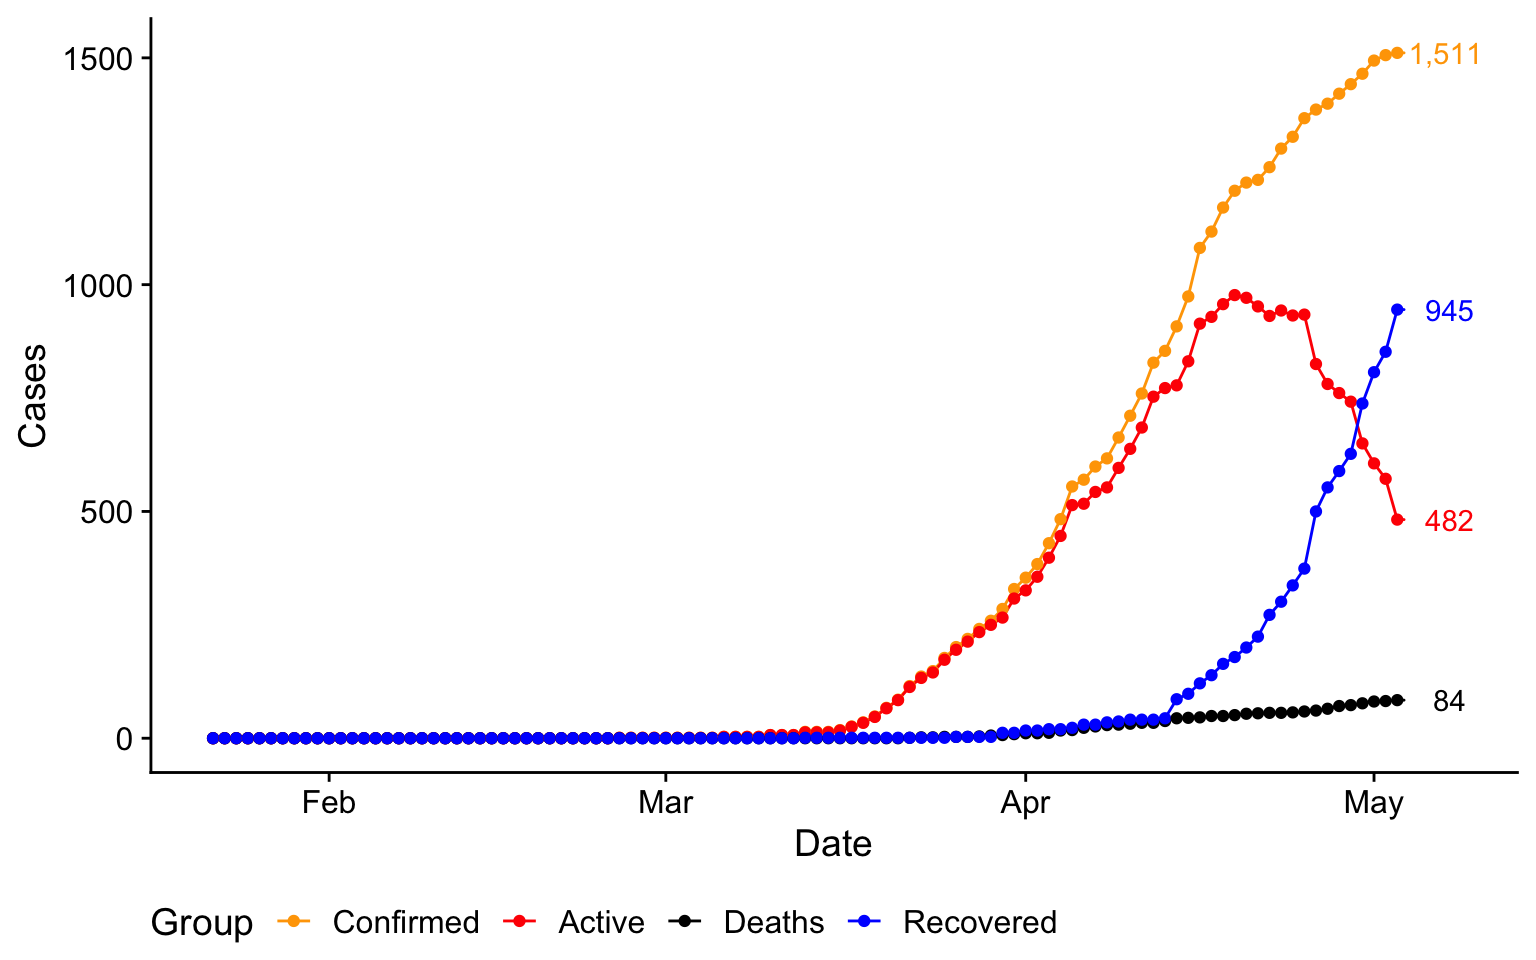 1500
1000
500
0
Cases
1,511
945
482
84
Feb Mar Apr May
Date
Group Confirmed Active Deaths Recovered